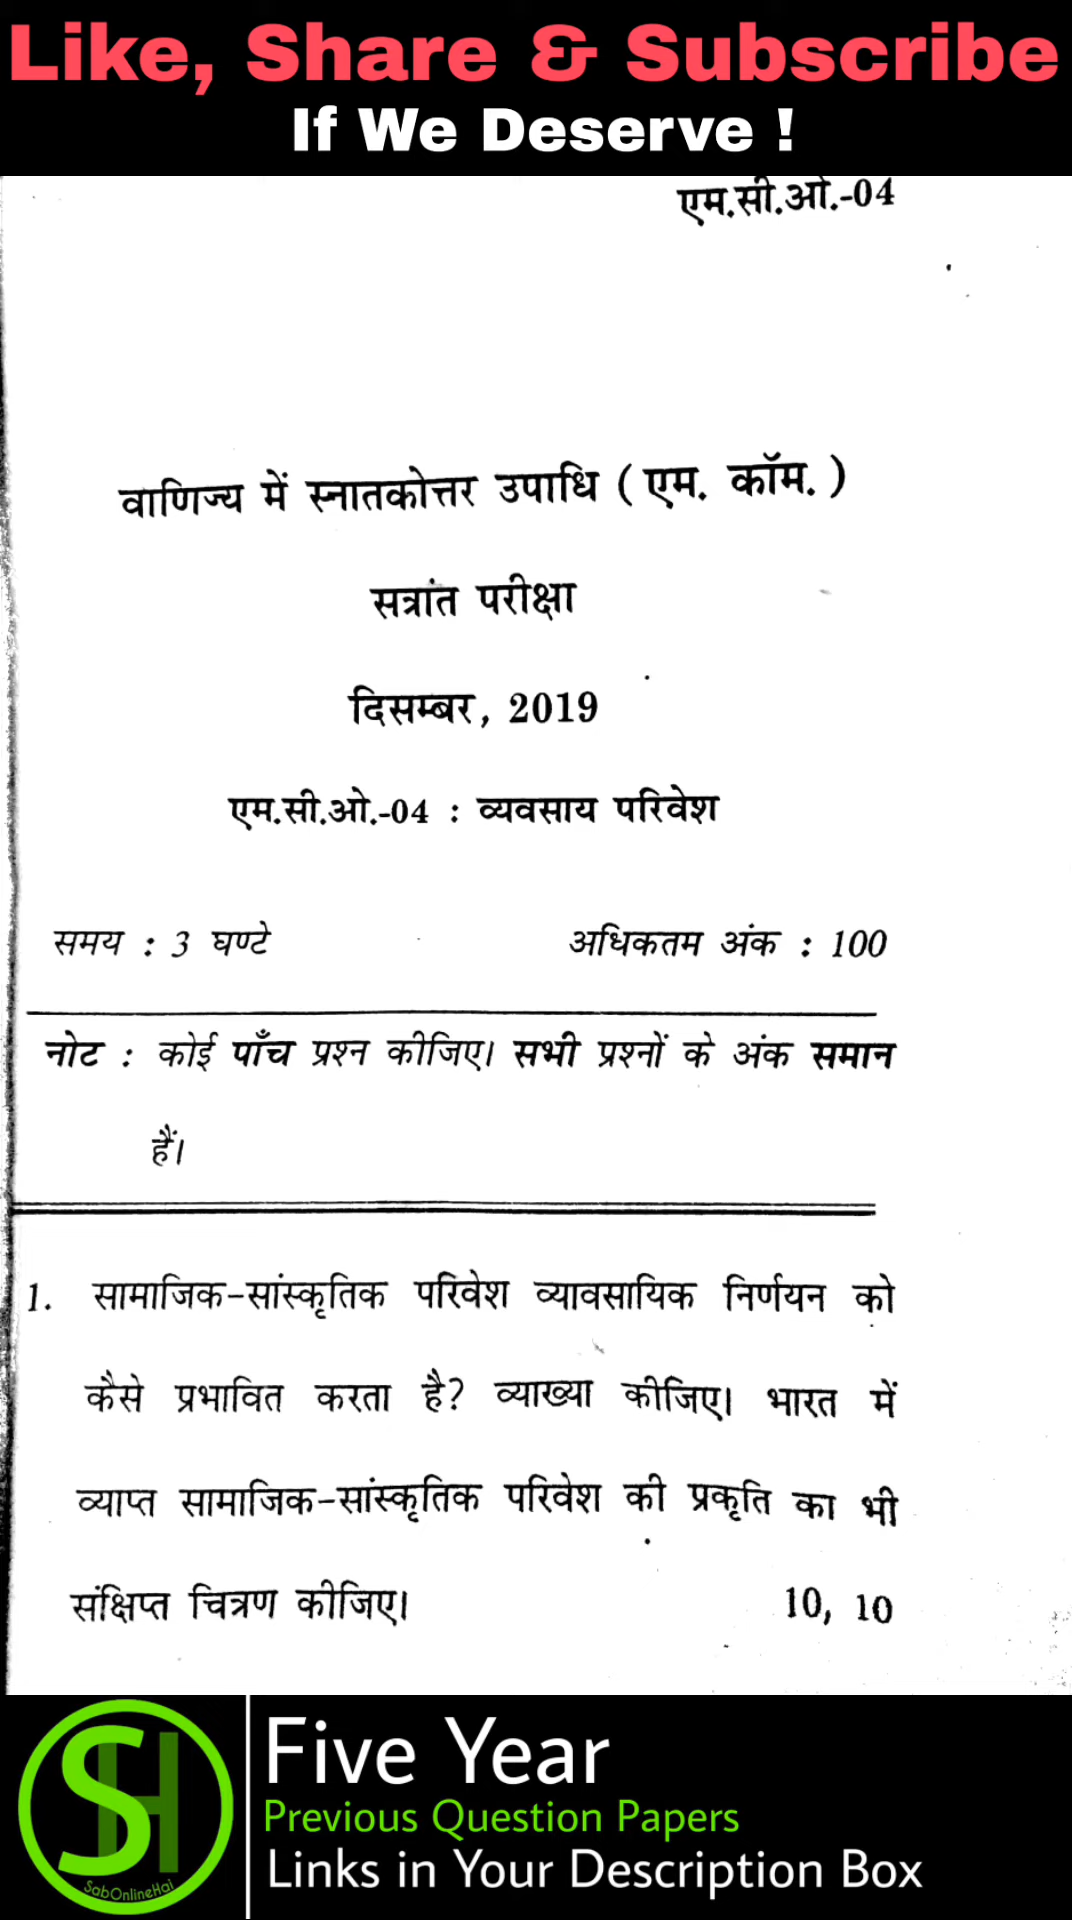 Like, Share & Subscribe
If We Deserve !
एम.सी.ओ.-04
वाणिज्य में स्नातकोत्तर उपाधि ( एम. कॉम. )
सत्रांत परीक्षा
दिसम्बर, 2019
एम.सी.ओ.-04 : व्यवसाय परिवेश
समय : 3 घण्टे अधिकतम अंक : 100
नोट : कोई पाँच प्रश्न कीजिए। सभी प्रश्नों के अंक समान
हैं।
1. सामाजिक-सांस्कृतिक परिवेश व्यावसायिक निर्णयन को
कैसे प्रभावित करता है? व्याख्या कीजिए। भारत में
व्याप्त सामाजिक-सांस्कृतिक परिवेश की प्रकृति का भी
संक्षिप्त चित्रण कीजिए। 10, 10
SH
SabOnlineHai
Five Year
Previous Question Papers
Links in Your Description Box